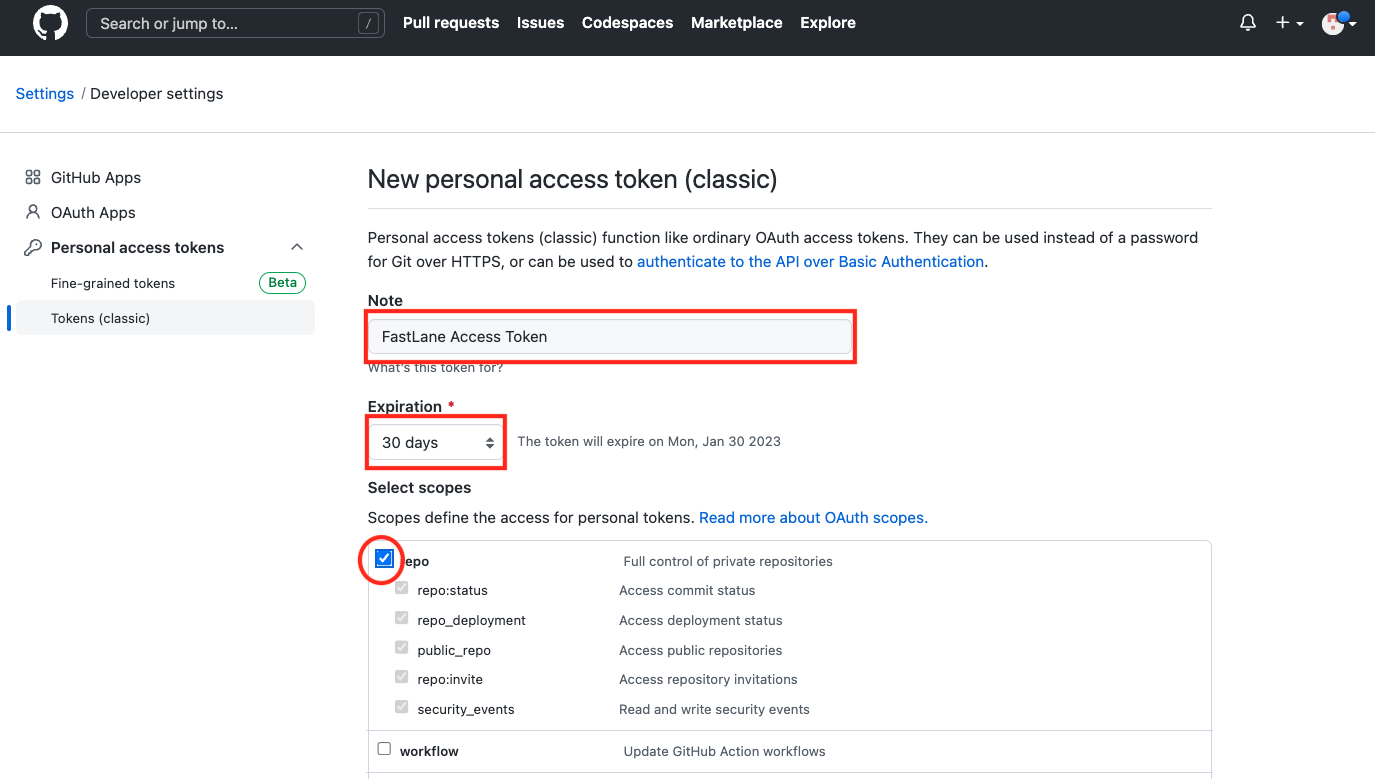 Search or jump to... / Pull requests Issues Codespaces Marketplace Explore
Settings / Developer settings
GitHub Apps
OAuth Apps
Personal access tokens
Fine-grained tokens Beta
Tokens (classic)
New personal access token (classic)
Personal access tokens (classic) function like ordinary OAuth access tokens. They can be used instead of a password
for Git over HTTPS, or can be used to authenticate to the API over Basic Authentication.
Note
FastLane Access Token
What's this token for?
Expiration *
30 days The token will expire on Mon, Jan 30 2023
Select scopes
Scopes define the access for personal tokens. Read more about OAuth scopes.
repo Full control of private repositories
repo:status Access commit status
repo_deployment Access deployment status
public_repo Access public repositories
repo:invite Access repository invitations
security_events Read and write security events
workflow Update GitHub Action workflows